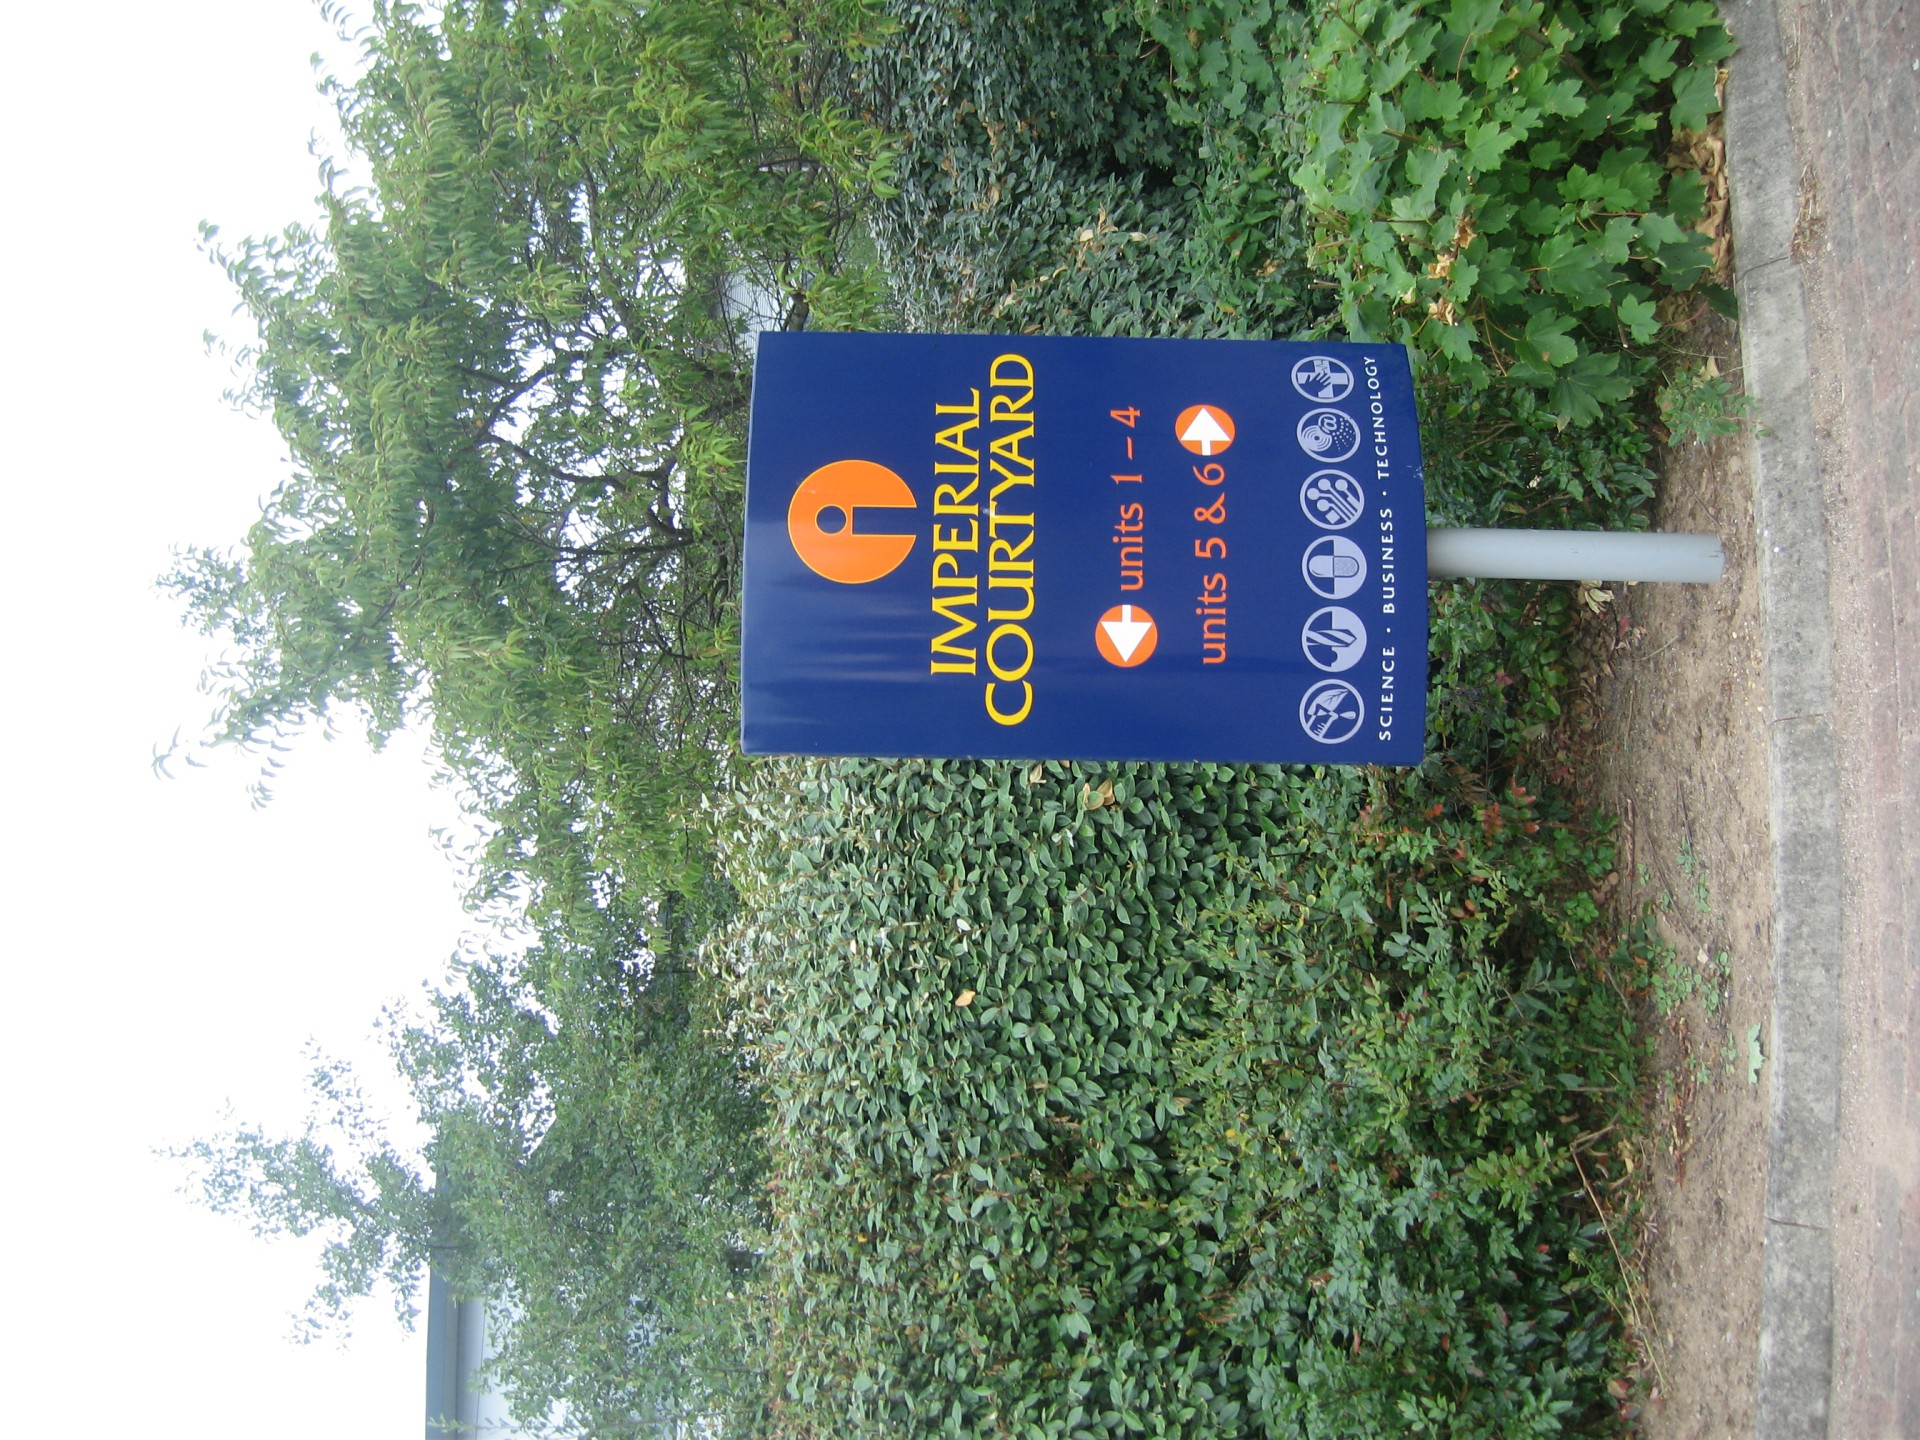 IMPERIAL
COURTYARD
units 1 – 4
units 5 & 6
SCIENCE · BUSINESS · TECHNOLOGY